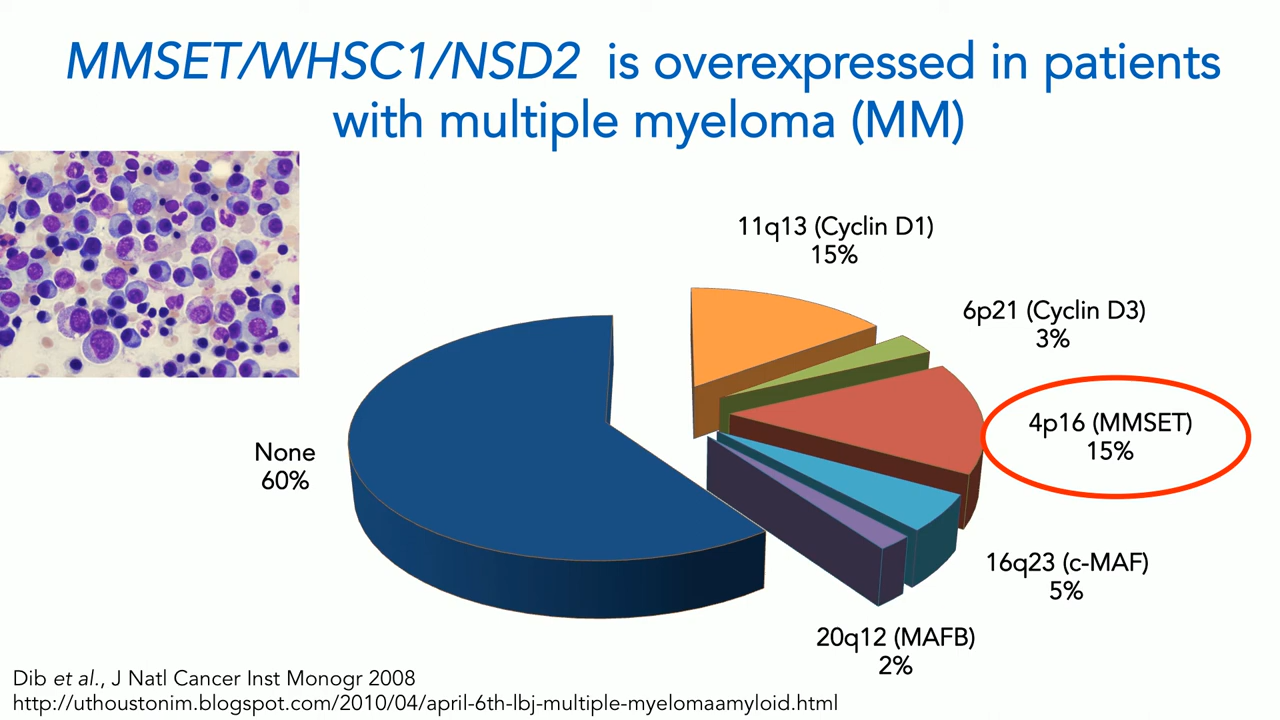 MMSET/WHSC1/NSD2 is overexpressed in patients
with multiple myeloma (MM)
11q13 (Cyclin D1)
15%
6p21 (Cyclin D3)
3%
4p16 (MMSET)
15%
None
60%
16q23 (c-MAF)
5%
20q12 (MAFB)
2%
Dib et al., J Natl Cancer Inst Monogr 2008
http://uthoustonim.blogspot.com/2010/04/april-6th-lbj-multiple-myelomaamyloid.html